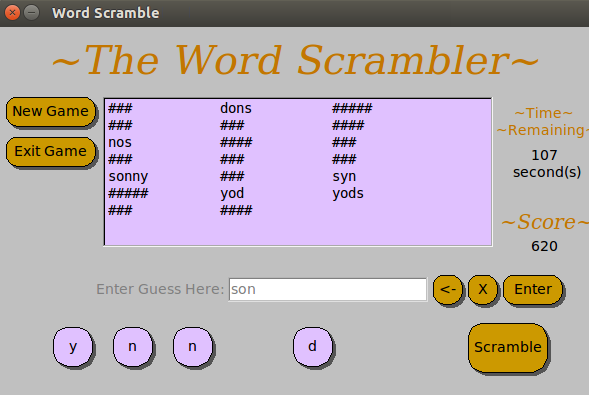 Word Scramble
~The Word Scrambler~
New Game
Exit Game
### dons #####
### ### ####
nos #### ###
### ### ###
sonny ### syn
##### yod yods
### ####
~Time~
~Remaining~
107
second(s)
~Score~
620
Enter Guess Here: son <- X Enter
y n n d Scramble